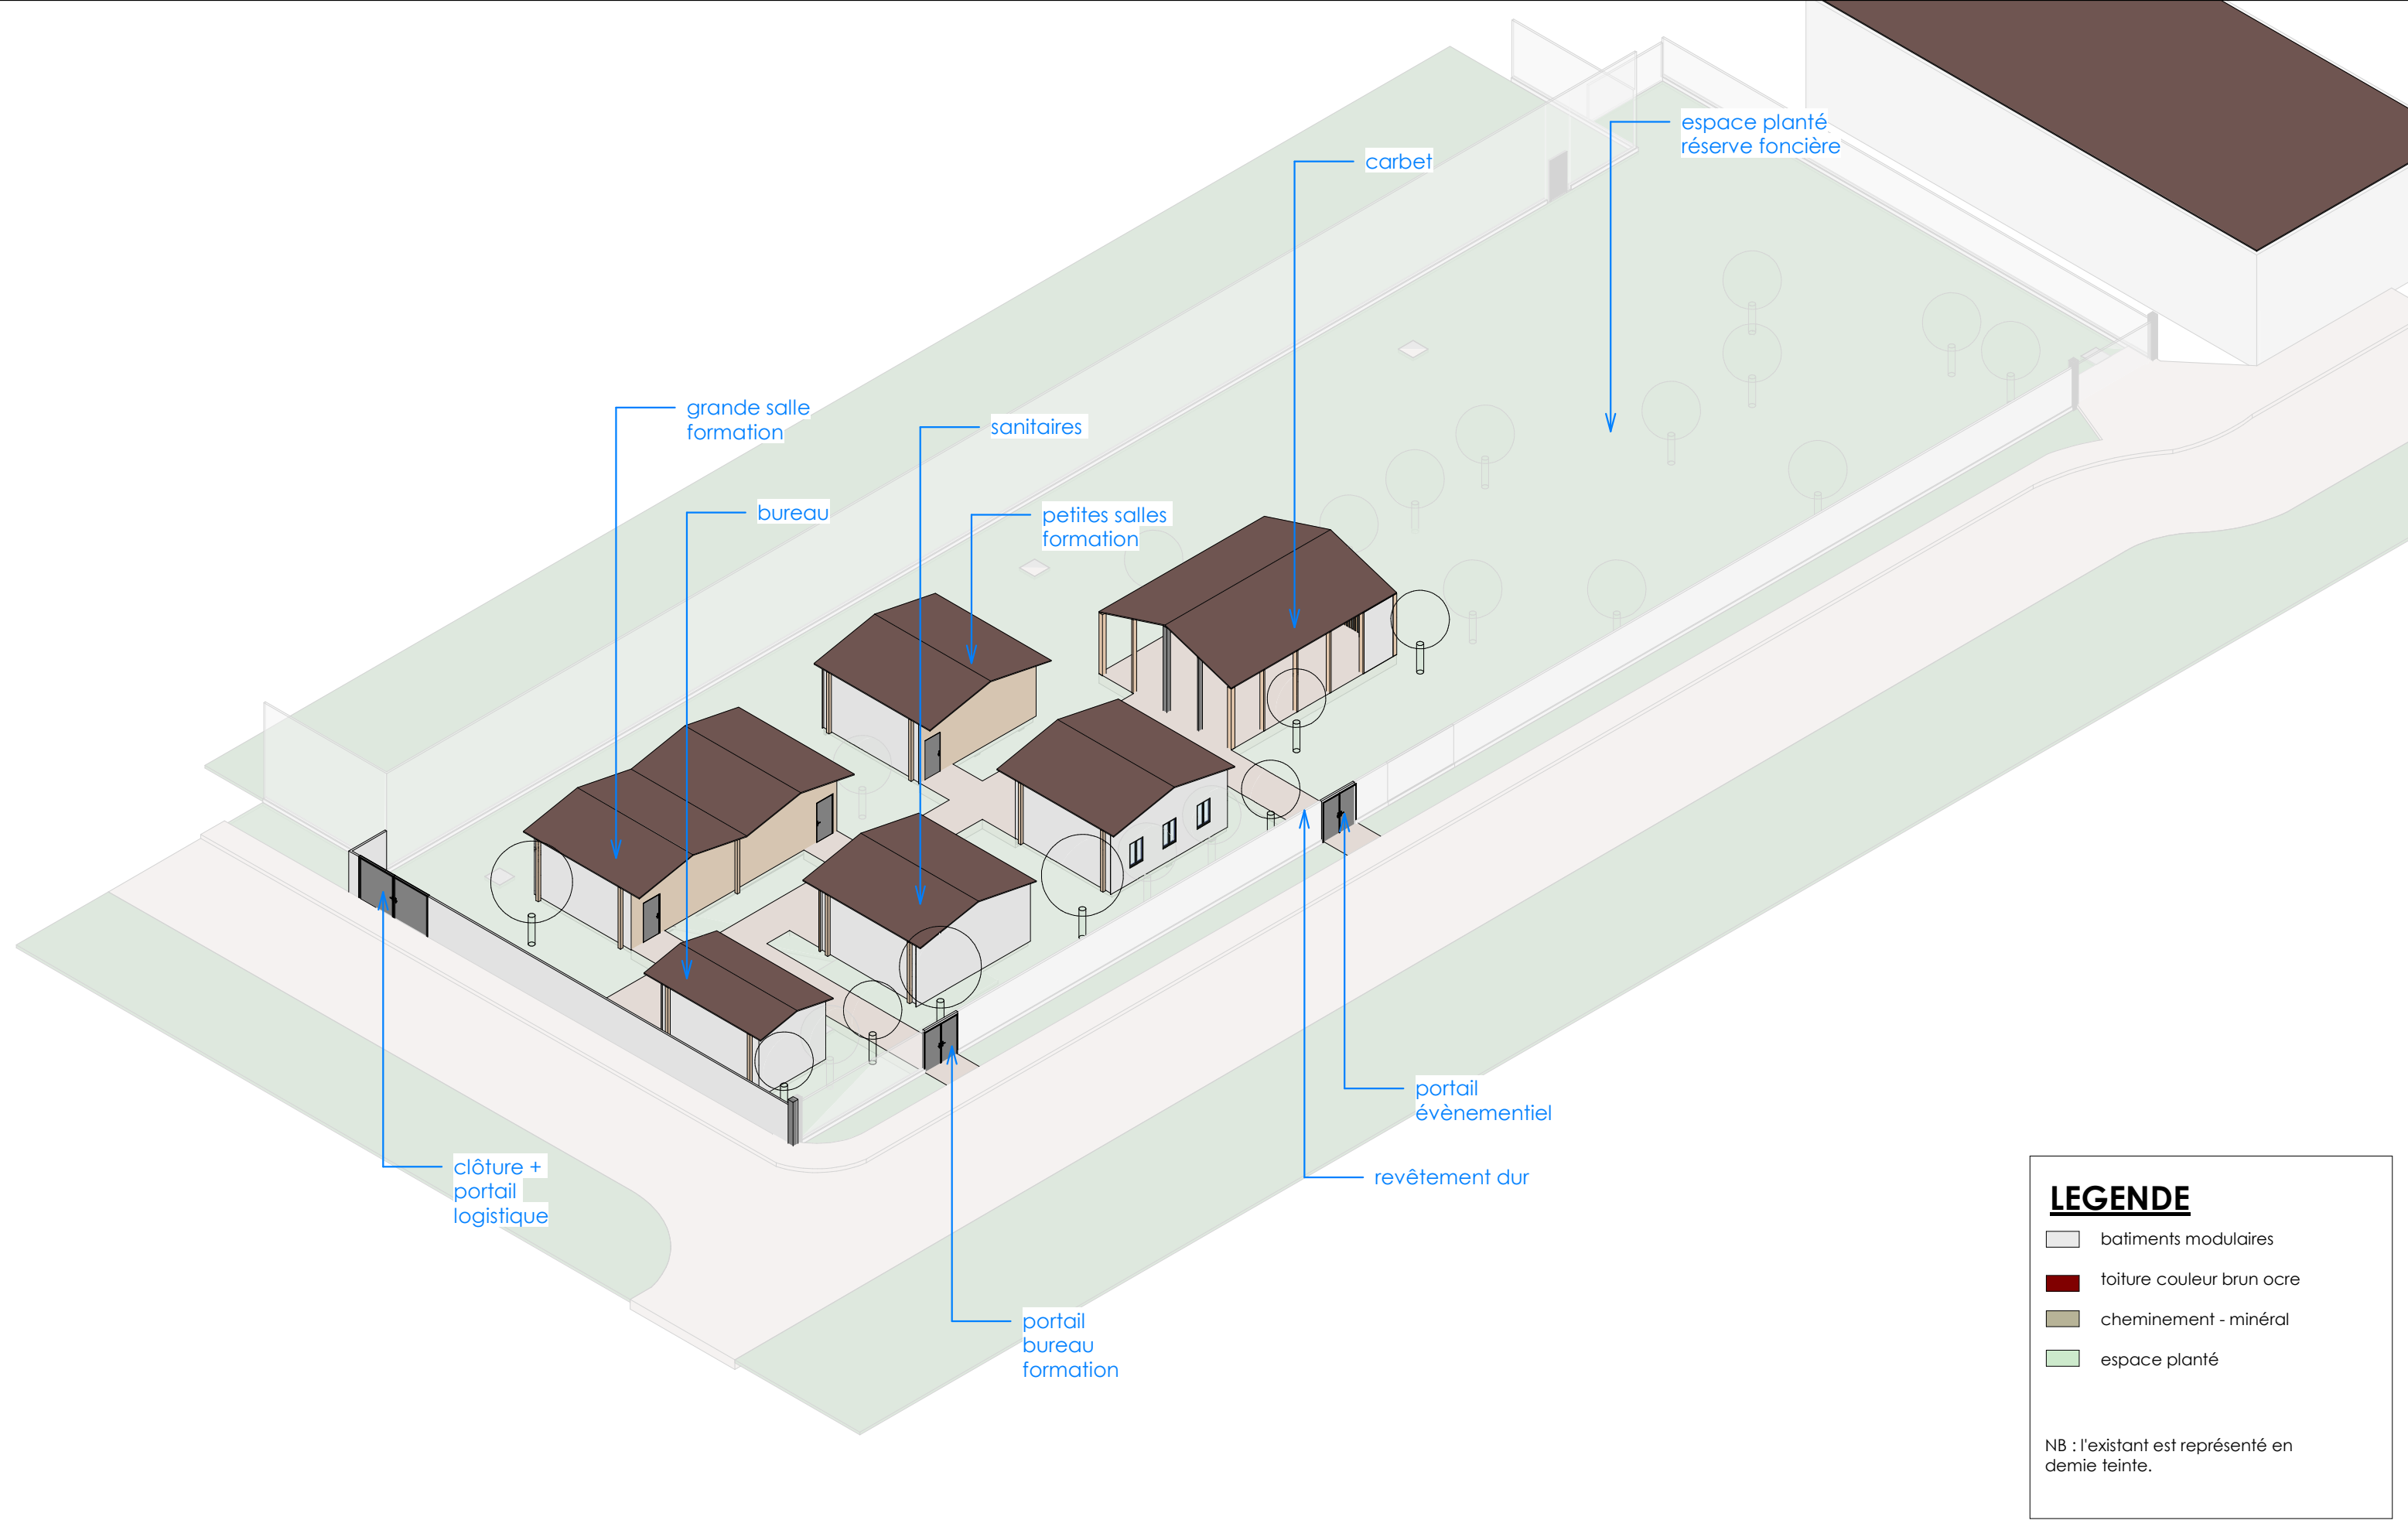 espace planté
réserve foncière
carbet
grande salle
formation
sanitaires
bureau
petites salles
formation
portail
évènementiel
revêtement dur
clôture +
portail
logistique
portail
bureau
formation
LEGENDE
batiments modulaires
toiture couleur brun ocre
cheminement - minéral
espace planté
NB : l'existant est représenté en
demie teinte.